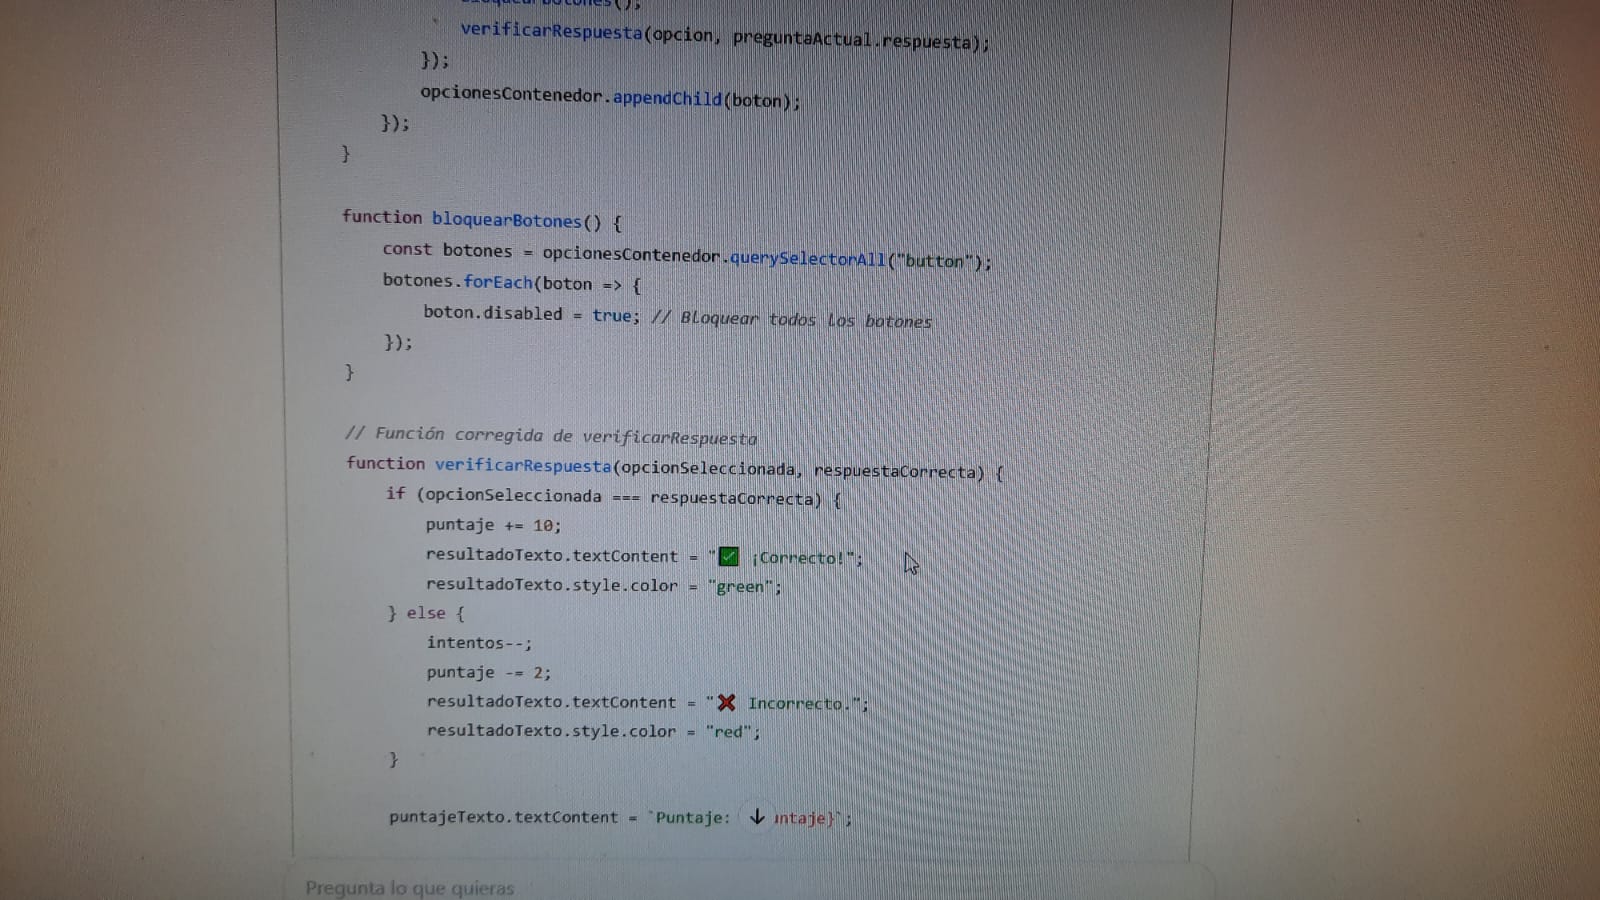 verificarRespuesta(opcion, preguntaActual.respuesta);
});
opcionesContenedor.appendChild(boton);
});
}
function bloquearBotones() {
const botones = opcionesContenedor.querySelectorAll("button");
botones.forEach(boton => {
boton.disabled = true; // Bloquear todos los botones
});
}
// Función corregida de verificarRespuesta
function verificarRespuesta(opcionSeleccionada, respuestaCorrecta) {
if (opcionSeleccionada === respuestaCorrecta) {
puntaje += 10;
resultadoTexto.textContent = "✅ ¡Correcto!";
resultadoTexto.style.color = "green";
} else {
intentos--;
puntaje -= 2;
resultadoTexto.textContent = "❌ Incorrecto.";
resultadoTexto.style.color = "red";
}
puntajeTexto.textContent = `Puntaje: ntaje}`;
Pregunta lo que quieras